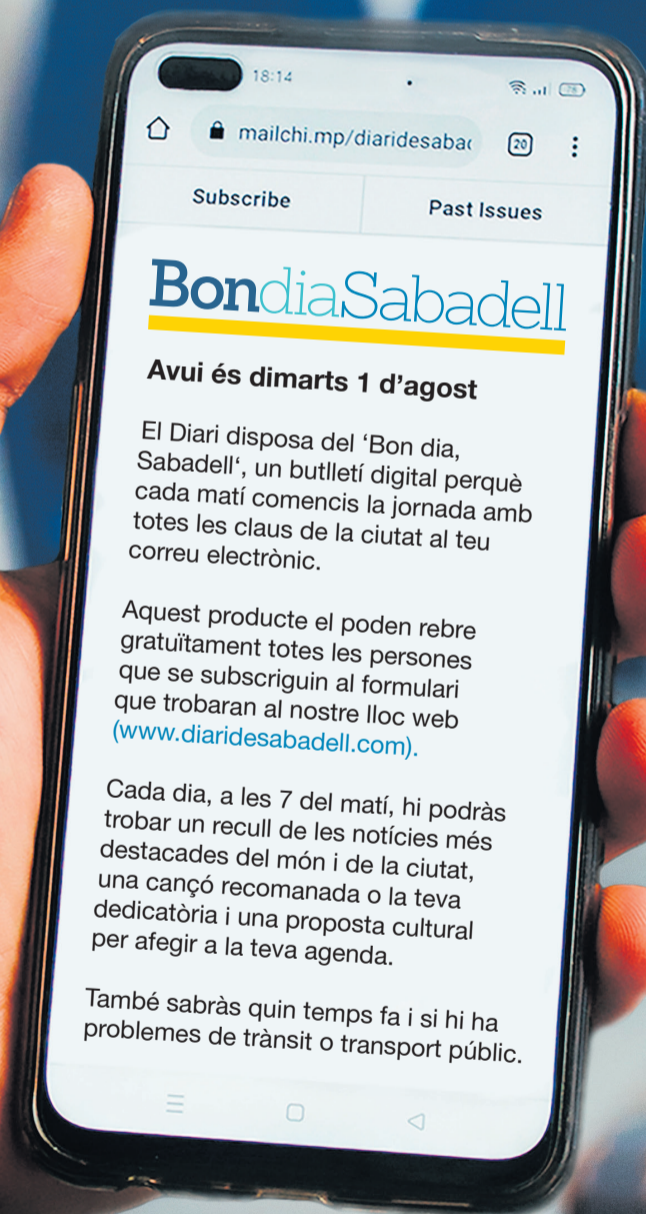 18:14
78
mailchi.mp/diaridesabad
20
Subscribe
Past Issues
BondiaSabadell
Avui és dimarts 1 d’agost
El Diari disposa del ‘Bon dia,
Sabadell‘, un butlletí digital perquè
cada matí comencis la jornada amb
totes les claus de la ciutat al teu
correu electrònic.
Aquest producte el poden rebre
gratuïtament totes les persones
que se subscriguin al formulari
que trobaran al nostre lloc web
(www.diaridesabadell.com).
Cada dia, a les 7 del matí, hi podràs
trobar un recull de les notícies més
destacades del món i de la ciutat,
una cançó recomanada o la teva
dedicatòria i una proposta cultural
per afegir a la teva agenda.
També sabràs quin temps fa i si hi ha
problemes de trànsit o transport públic.